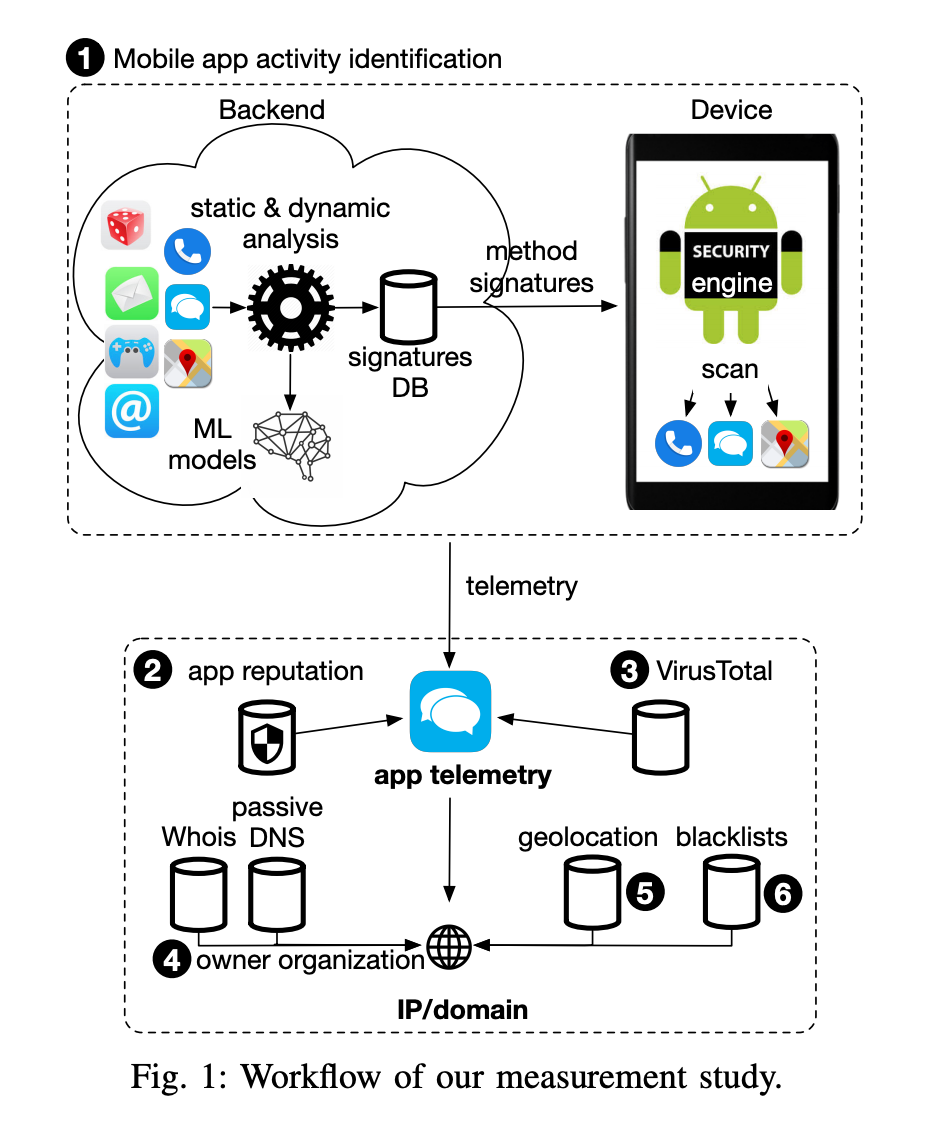 1 Mobile app activity identification
Backend
Device
static & dynamic
analysis
method
signatures
SECURITY
engine
signatures
DB
scan
@
ML
models
telemetry
2 app reputation
3 VirusTotal
app telemetry
passive
Whois DNS
geolocation
blacklists
5
6
4 owner organization
IP/domain
Fig. 1: Workflow of our measurement study.